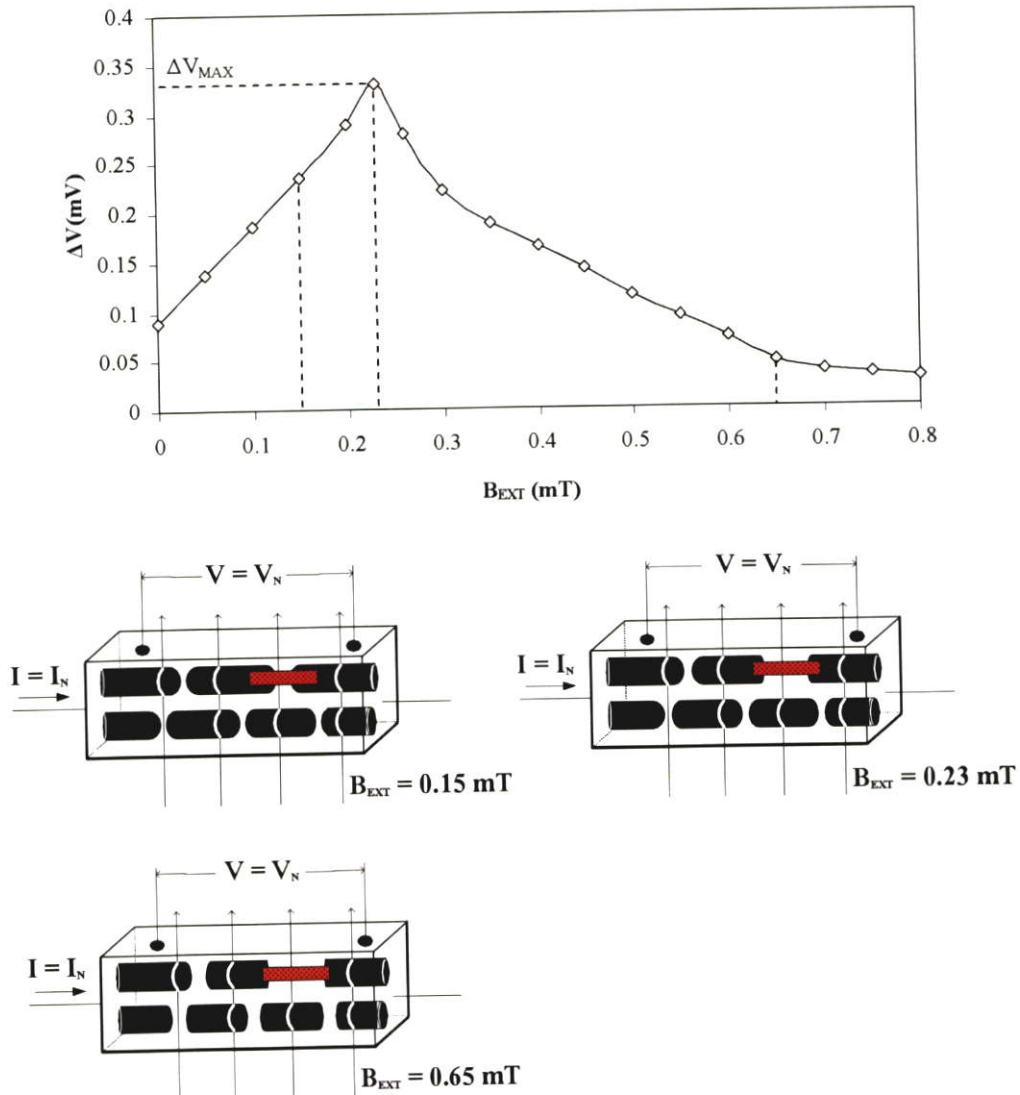 0.4
0.35
0.3
0.25
0.2
0.15
0.1
0.05
0
ΔV(mV)
ΔV_MAX
0 0.1 0.2 0.3 0.4 0.5 0.6 0.7 0.8
B_EXT (mT)
V = V_N
I = I_N
B_EXT = 0.15 mT
V = V_N
I = I_N
B_EXT = 0.23 mT
V = V_N
I = I_N
B_EXT = 0.65 mT